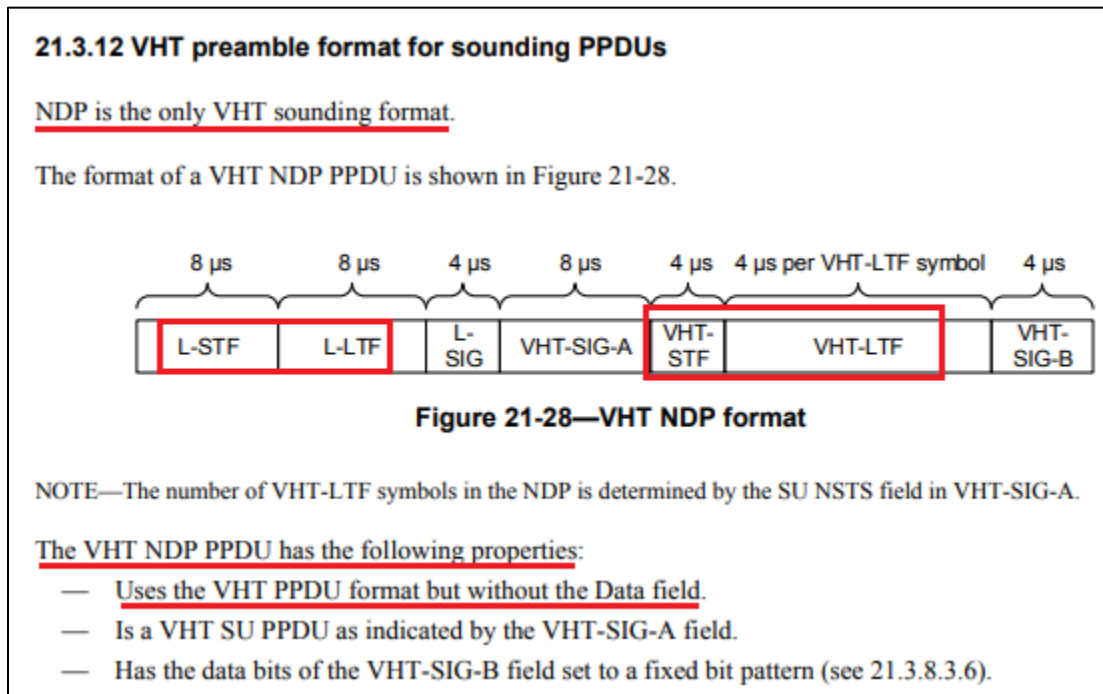 21.3.12 VHT preamble format for sounding PPDUs
NDP is the only VHT sounding format.
The format of a VHT NDP PPDU is shown in Figure 21-28.
8 µs 8 µs 4 µs 8 µs 4 µs 4 µs per VHT-LTF symbol 4 µs
L-STF L-LTF L-SIG VHT-SIG-A VHT-STF VHT-LTF VHT-SIG-B
Figure 21-28—VHT NDP format
NOTE—The number of VHT-LTF symbols in the NDP is determined by the SU NSTS field in VHT-SIG-A.
The VHT NDP PPDU has the following properties:
— Uses the VHT PPDU format but without the Data field.
— Is a VHT SU PPDU as indicated by the VHT-SIG-A field.
— Has the data bits of the VHT-SIG-B field set to a fixed bit pattern (see 21.3.8.3.6).